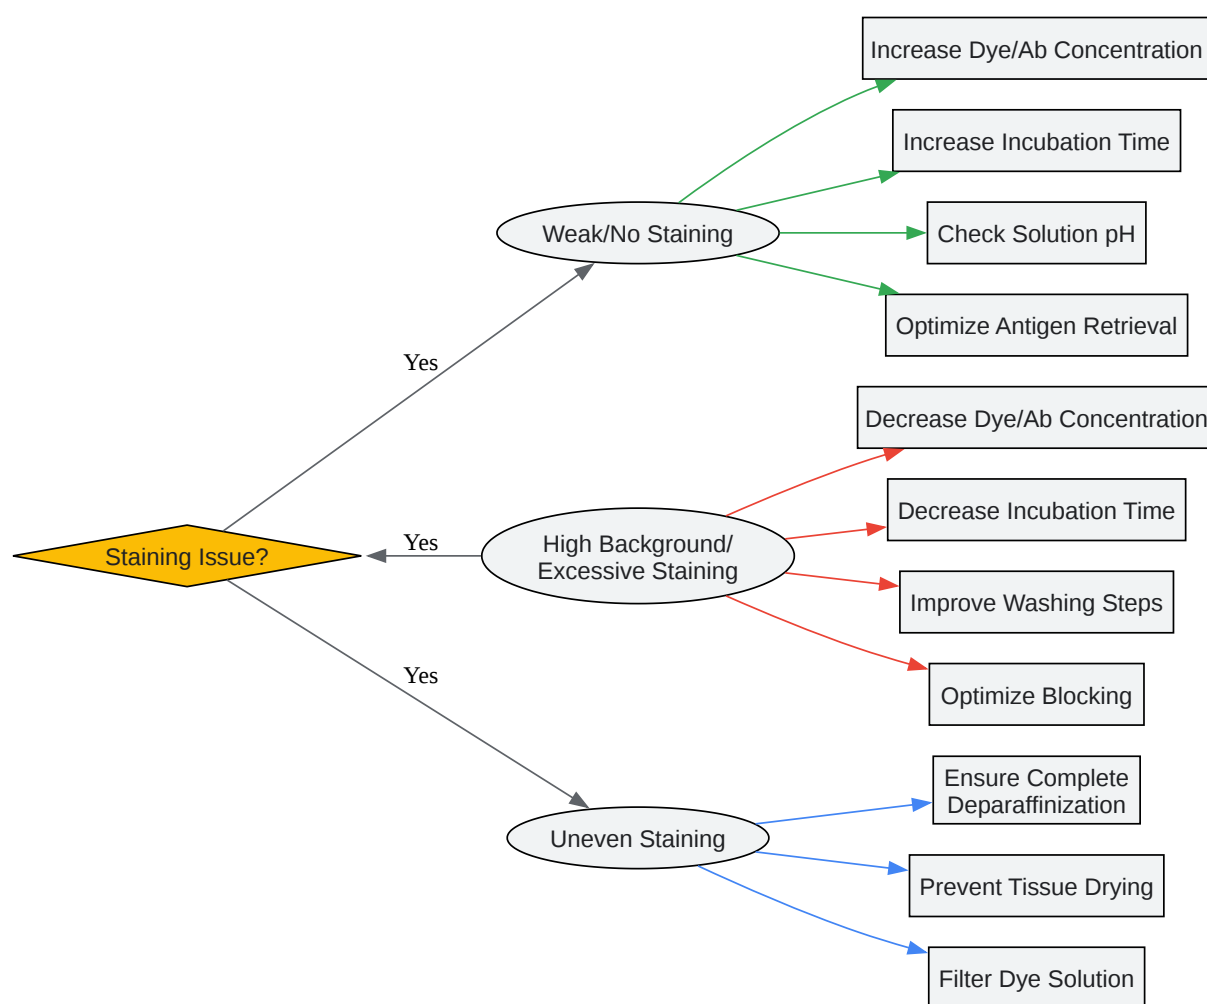 Increase Dye/Ab Concentration
Increase Incubation Time
Weak/No Staining
Check Solution pH
Optimize Antigen Retrieval
Yes
Decrease Dye/Ab Concentration
Decrease Incubation Time
Staining Issue?
Yes
High Background/
Excessive Staining
Improve Washing Steps
Yes
Optimize Blocking
Ensure Complete
Deparaffinization
Uneven Staining
Prevent Tissue Drying
Filter Dye Solution